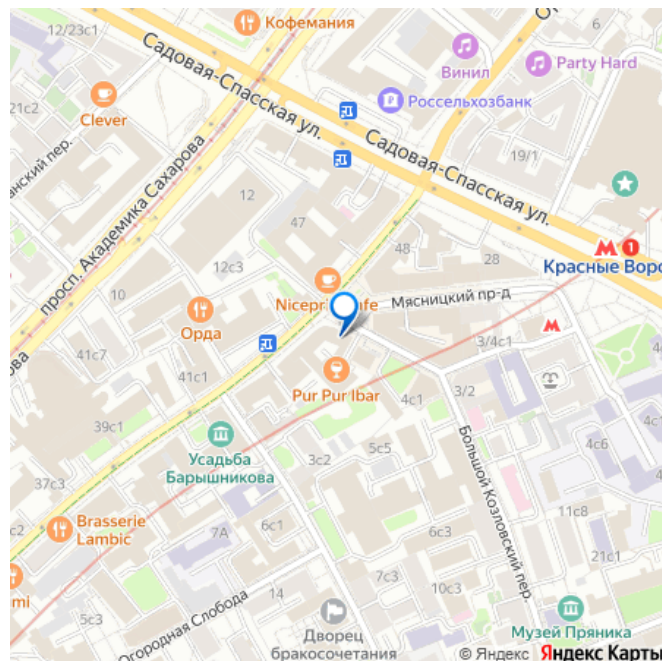 12/23с1
Кофемания
Садовая-Спасская ул.
Винил
Party Hard
21с2
Clever
Россельхозбанк
Садовая-Спасская ул.
19/1
просп. Академика Сахарова
12
47
48
28
1
Красные Воро
12с3
Мясницкий пр-д
10
Орда
3/4с1
41с7
41с1
Pur Pur Ibar
4с1
3/2
39с1
Усадьба
Барышникова
3с2
5с5
4с6
37с3
Brasserie
Lambic
7А
6с1
6с3
Большой Козловский пер.
11с8
21с1
7с3
10с3
mi
5с3
Огородная Слобода
14
Дворец
бракосочетания
Музей Пряника
© Яндекс Яндекс Карты